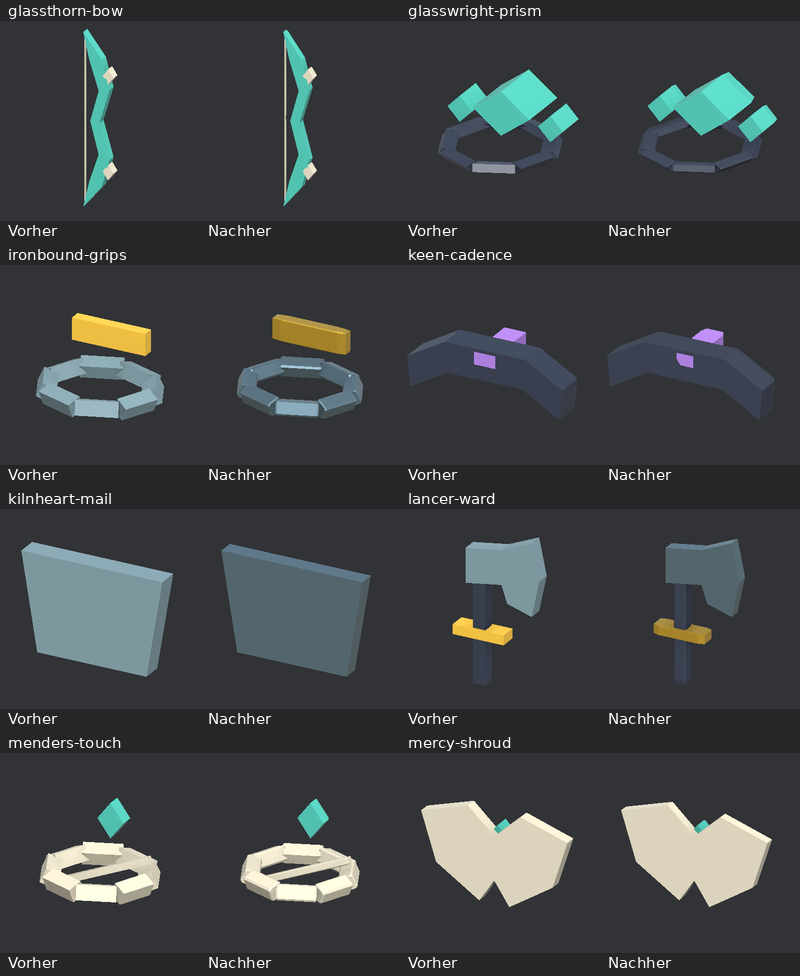 glassthorn-bow
glasswright-prism
Vorher
Nachher
Vorher
Nachher
ironbound-grips
keen-cadence
Vorher
Nachher
Vorher
Nachher
kilnheart-mail
lancer-ward
Vorher
Nachher
Vorher
Nachher
menders-touch
mercy-shroud
Vorher
Nachher
Vorher
Nachher